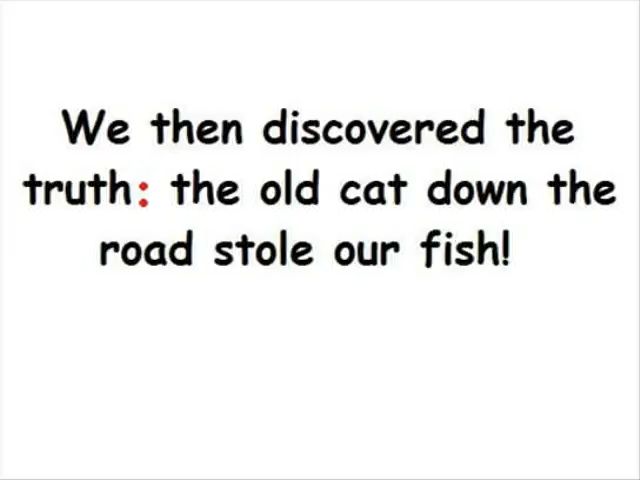 We then discovered the
truth: the old cat down the
road stole our fish!